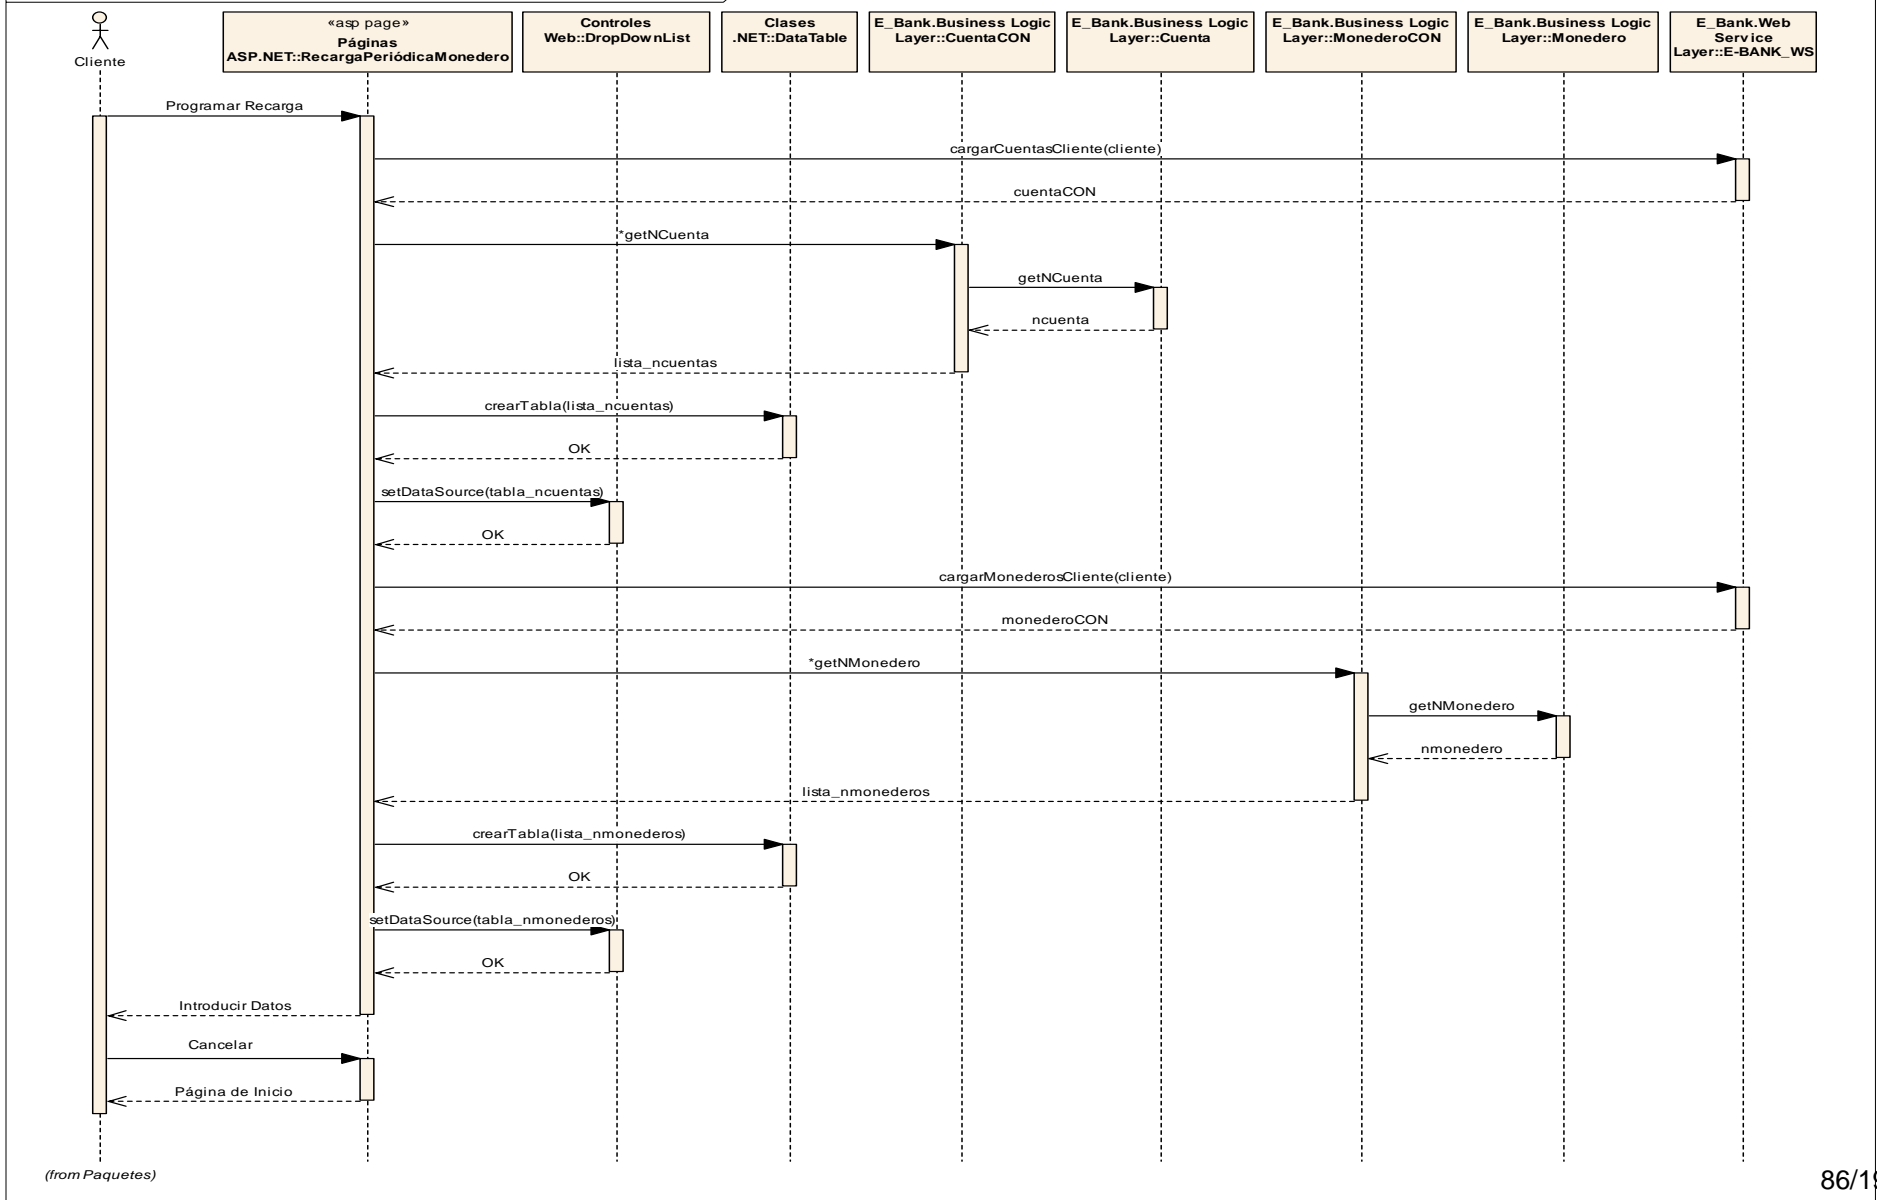 Cliente
«asp page»
Páginas
ASP.NET::RecargaPeriódicaMonedero
Controles
Web::DropDownList
Clases
.NET::DataTable
E_Bank.Business Logic
Layer::CuentaCON
E_Bank.Business Logic
Layer::Cuenta
E_Bank.Business Logic
Layer::MonederoCON
E_Bank.Business Logic
Layer::Monedero
E_Bank.Web
Service
Layer::E-BANK_WS
Programar Recarga
cargarCuentasCliente(cliente)
cuentaCON
*getNCuenta
getNCuenta
ncuenta
lista_ncuentas
crearTabla(lista_ncuentas)
OK
setDataSource(tabla_ncuentas)
OK
cargarMonederosCliente(cliente)
monederoCON
*getNMonedero
getNMonedero
nmonedero
lista_nmonederos
crearTabla(lista_nmonederos)
OK
setDataSource(tabla_nmonederos)
OK
Introducir Datos
Cancelar
Página de Inicio
(from Paquetes)
86/19